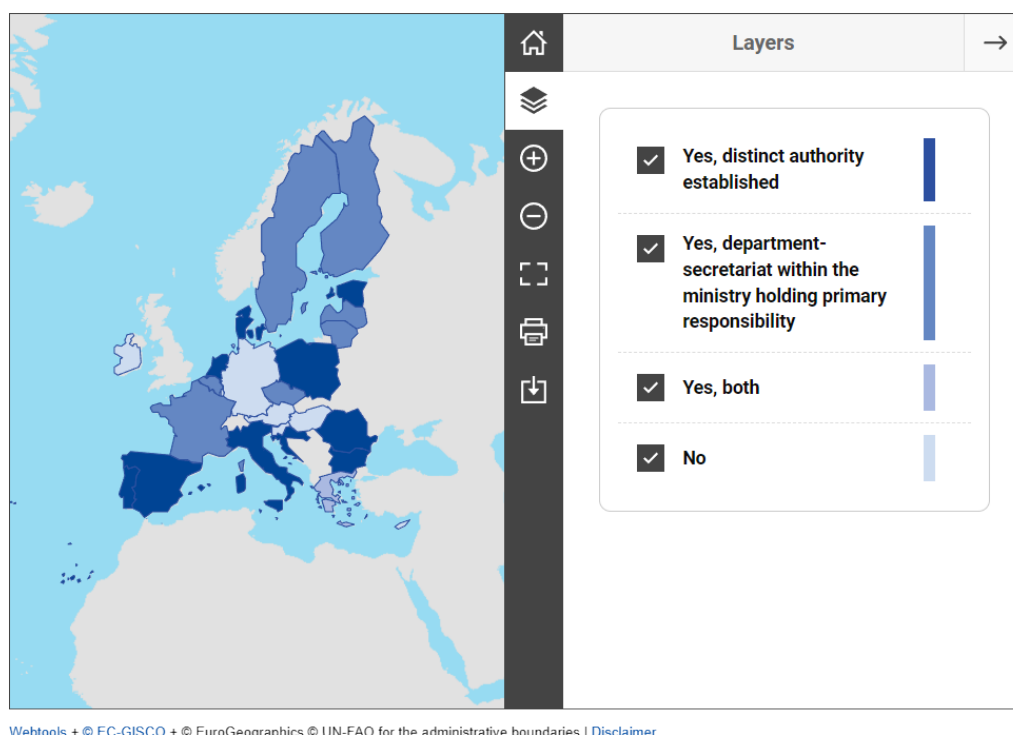 Layers
Yes, distinct authority
established
Yes, department-
secretariat within the
ministry holding primary
responsibility
Yes, both
No
Webtools + © EC-GISCO + © EuroGeographics © UN-FAO for the administrative boundaries | Disclaimer